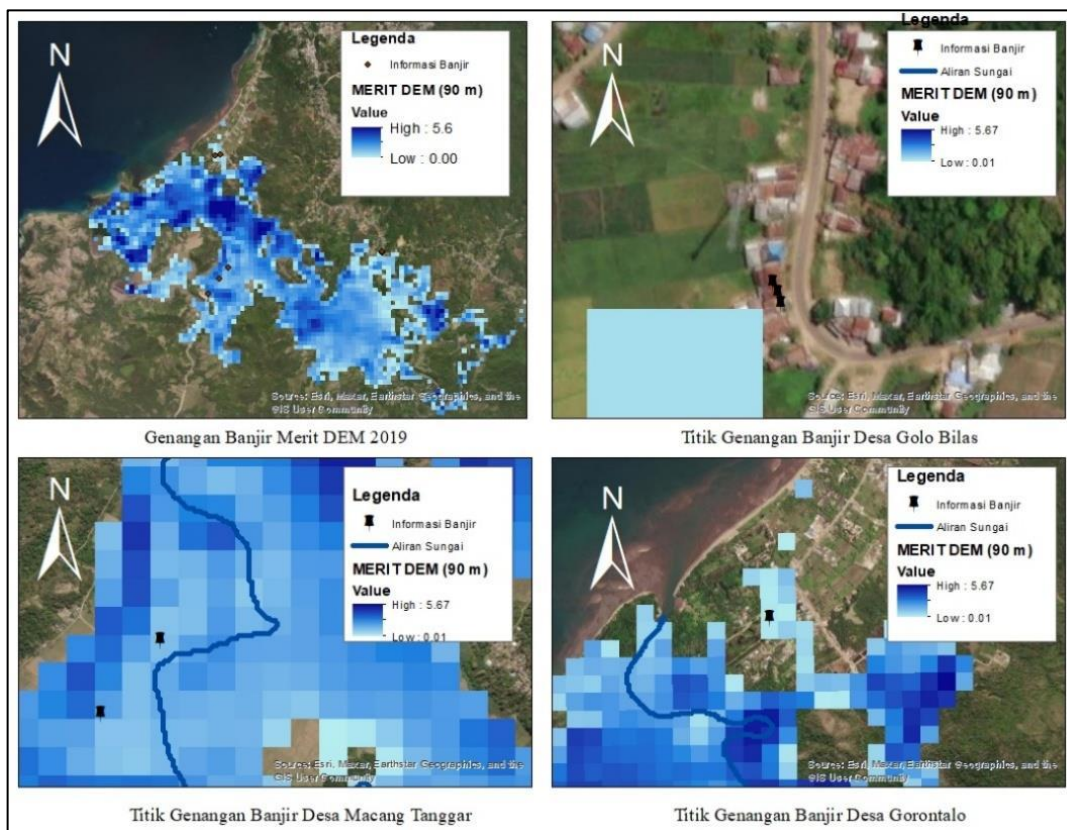 N
Legenda
Informasi Banjir
MERIT DEM (90 m)
Value
High : 5.6
Low : 0.00
Source: Esri, Maxar, Earthstar Geographics, and the
GIS User Community
Genangan Banjir Merit DEM 2019
N
Legenda
Informasi Banjir
Aliran Sungai
MERIT DEM (90 m)
Value
High : 5.67
Low : 0.01
Source: Esri, Maxar, Earthstar Geographics, and the
GIS User Community
Titik Genangan Banjir Desa Golo Bilas
N
Legenda
Informasi Banjir
Aliran Sungai
MERIT DEM (90 m)
Value
High : 5.67
Low : 0.01
Source: Esri, Maxar, Earthstar Geographics, and the
GIS User Community
Titik Genangan Banjir Desa Macang Tanggar
N
Legenda
Informasi Banjir
Aliran Sungai
MERIT DEM (90 m)
Value
High : 5.67
Low : 0.01
Source: Esri, Maxar, Earthstar Geographics, and the
GIS User Community
Titik Genangan Banjir Desa Gorontalo